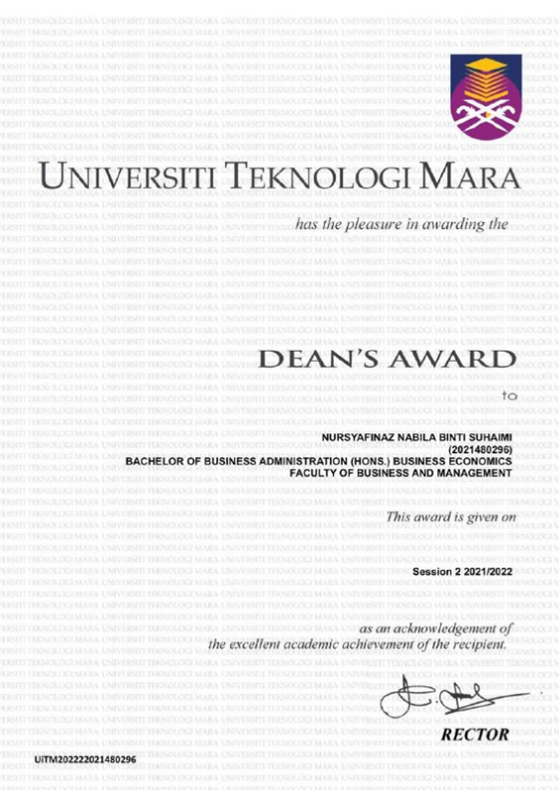 UNIVERSITI TEKNOLOGI MARA
has the pleasure in awarding the
DEAN'S AWARD
to
NURSYAFINAZ NABILA BINTI SUHAIMI
(2021480296)
BACHELOR OF BUSINESS ADMINISTRATION (HONS.) BUSINESS ECONOMICS
FACULTY OF BUSINESS AND MANAGEMENT
This award is given on
Session 2 2021/2022
as an acknowledgement of
the excellent academic achievement of the recipient.
RECTOR
UiTM202222021480296